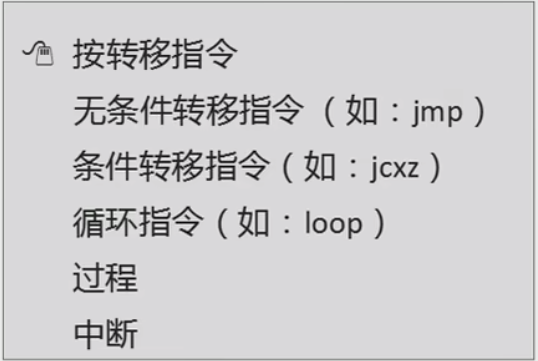 按转移指令
无条件转移指令（如：jmp）
条件转移指令（如：jcxz）
循环指令（如：loop）
过程
中断